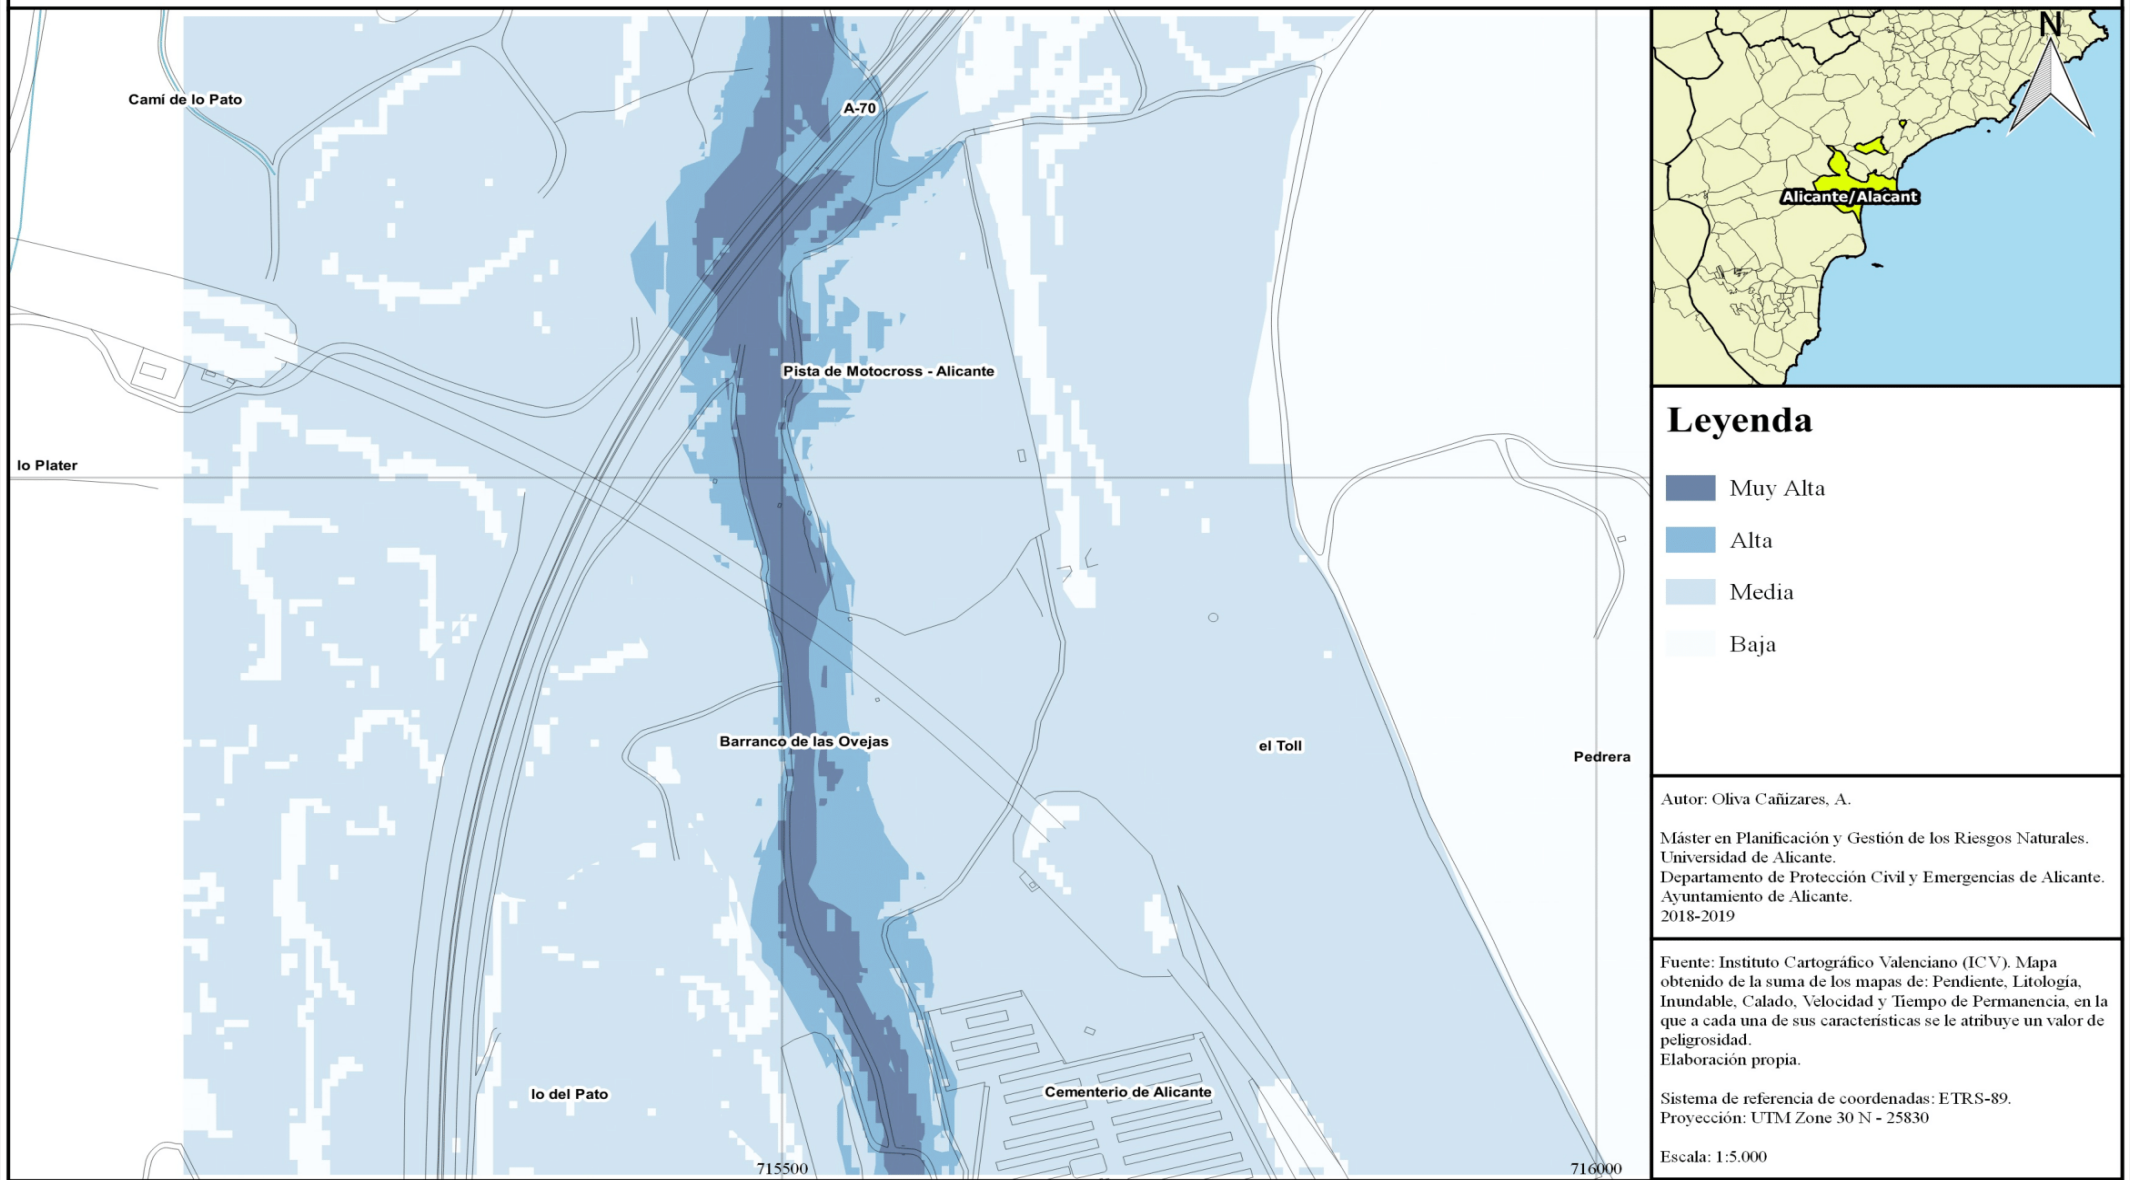 Camí de lo Pato
A-70
Pista de Motocross - Alicante
lo Plater
Barranco de las Ovejas
el Toll
Pedrera
lo del Pato
Cementerio de Alicante
715500
716000
N
Alicante/Alacant
Leyenda
Muy Alta
Alta
Media
Baja
Autor: Oliva Cañizares, A.
Máster en Planificación y Gestión de los Riesgos Naturales.
Universidad de Alicante.
Departamento de Protección Civil y Emergencias de Alicante.
Ayuntamiento de Alicante.
2018-2019
Fuente: Instituto Cartográfico Valenciano (ICV). Mapa
obtenido de la suma de los mapas de: Pendiente, Litología,
Inundable, Calado, Velocidad y Tiempo de Permanencia, en la
que a cada una de sus características se le atribuye un valor de
peligrosidad.
Elaboración propia.
Sistema de referencia de coordenadas: ETRS-89.
Proyección: UTM Zone 30 N - 25830
Escala: 1:5.000